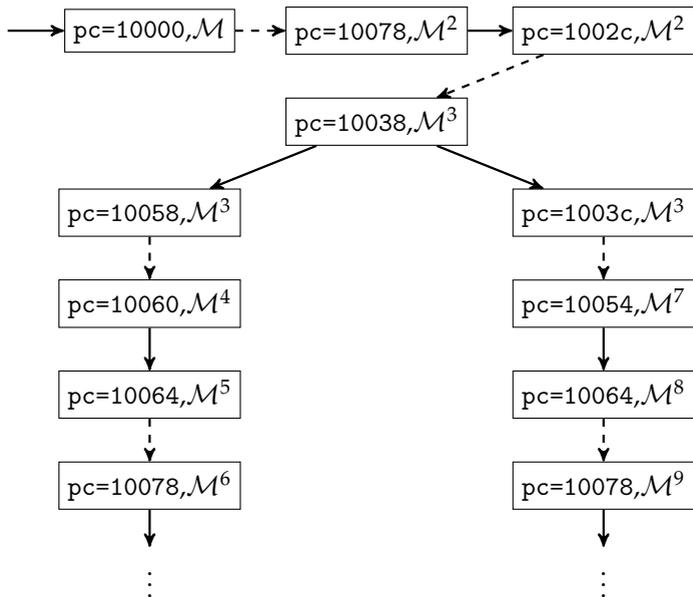 pc=10000,ℳ pc=10078,ℳ² pc=1002c,ℳ²
pc=10038,ℳ³
pc=10058,ℳ³ pc=1003c,ℳ³
pc=10060,ℳ⁴ pc=10054,ℳ⁷
pc=10064,ℳ⁵ pc=10064,ℳ⁸
pc=10078,ℳ⁶ pc=10078,ℳ⁹
⋮ ⋮